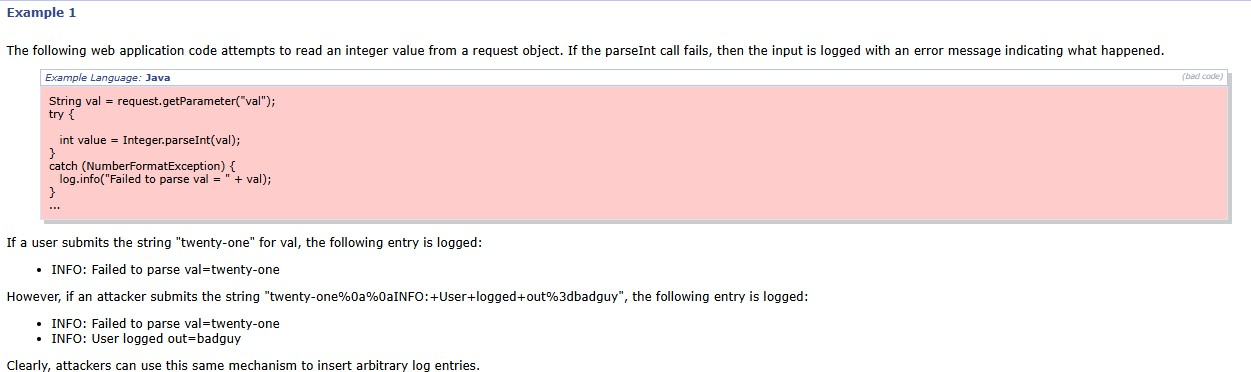 Example 1
The following web application code attempts to read an integer value from a request object. If the parseInt call fails, then the input is logged with an error message indicating what happened.
Example Language: Java (bad code)
String val = request.getParameter("val");
try {
int value = Integer.parseInt(val);
}
catch (NumberFormatException) {
log.info("Failed to parse val = " + val);
}
...
If a user submits the string "twenty-one" for val, the following entry is logged:
• INFO: Failed to parse val=twenty-one
However, if an attacker submits the string "twenty-one%0a%0aINFO:+User+logged+out%3dbadguy", the following entry is logged:
• INFO: Failed to parse val=twenty-one
• INFO: User logged out=badguy
Clearly, attackers can use this same mechanism to insert arbitrary log entries.